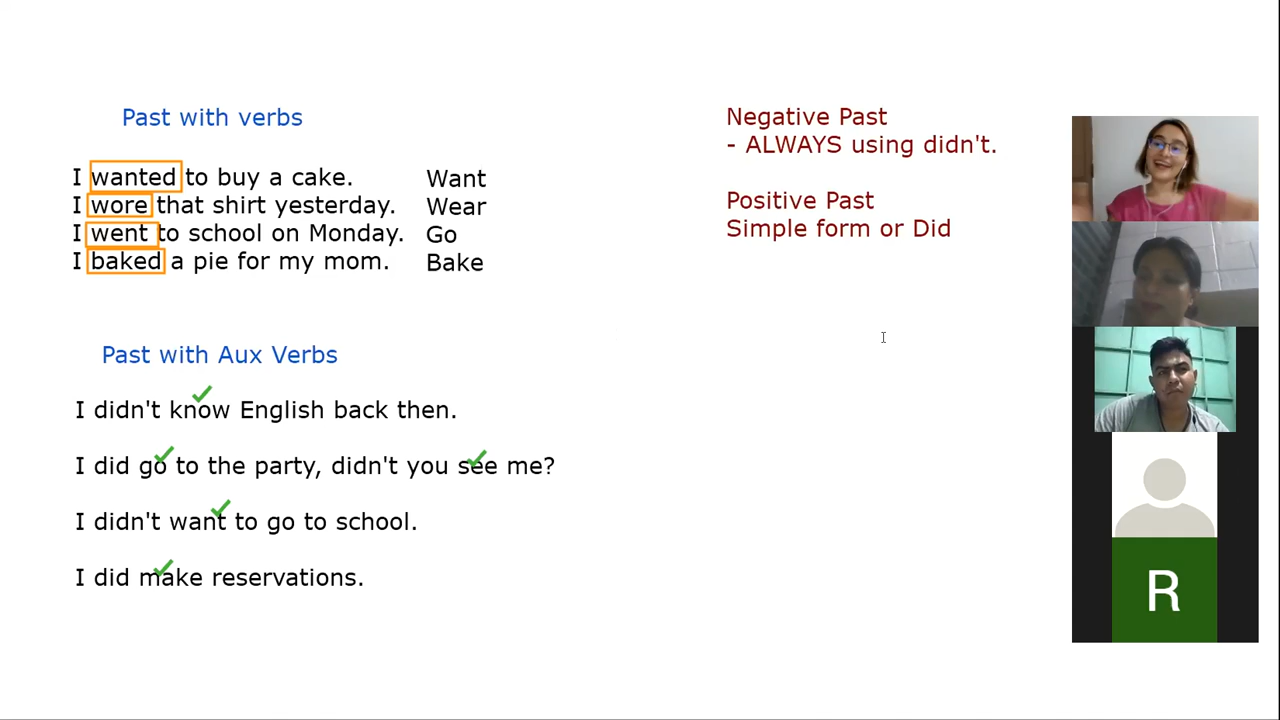 Past with verbs
I wanted to buy a cake. Want
I wore that shirt yesterday. Wear
I went to school on Monday. Go
I baked a pie for my mom. Bake
Past with Aux Verbs
I didn't know English back then.
I did go to the party, didn't you see me?
I didn't want to go to school.
I did make reservations.
Negative Past
- ALWAYS using didn't.
Positive Past
Simple form or Did
R